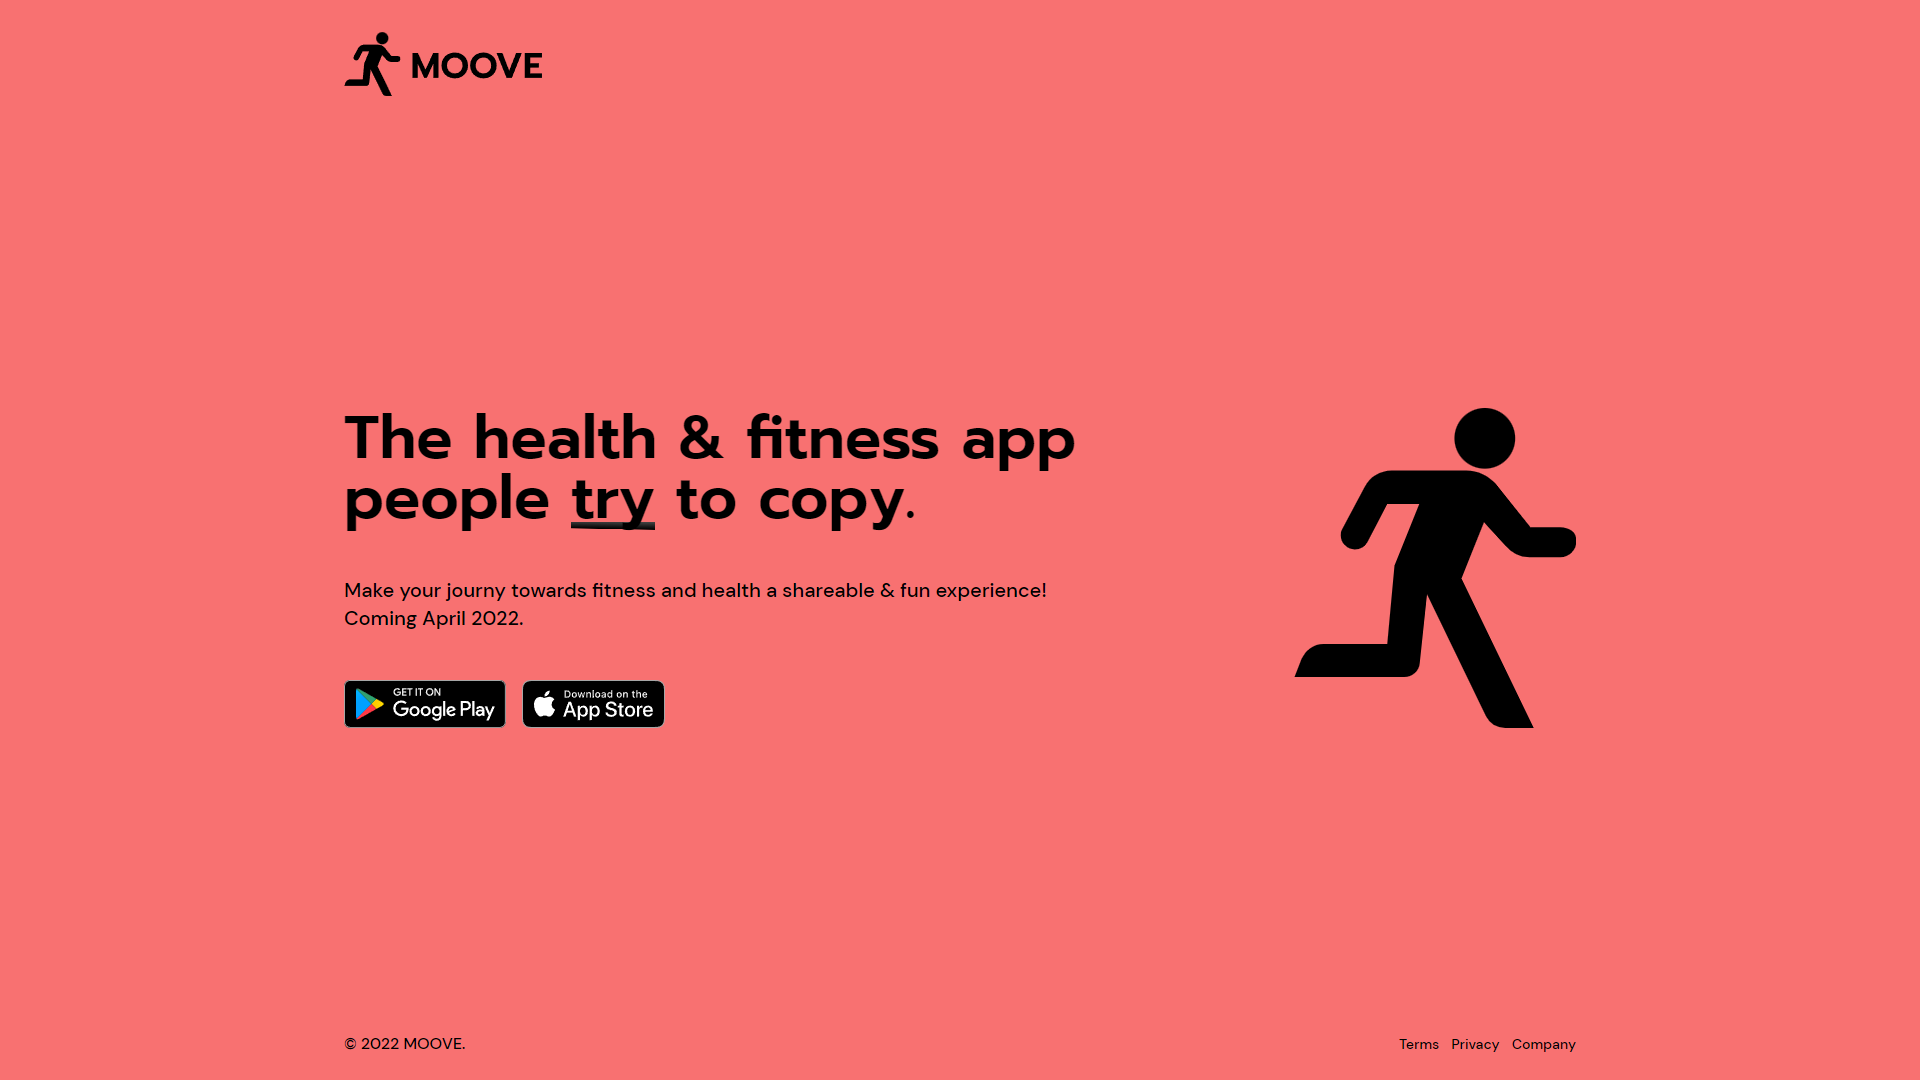 MOOVE
The health & fitness app
people try to copy.
Make your journy towards fitness and health a shareable & fun experience!
Coming April 2022.
GET IT ON
Google Play
Download on the
App Store
© 2022 MOOVE.
Terms Privacy Company